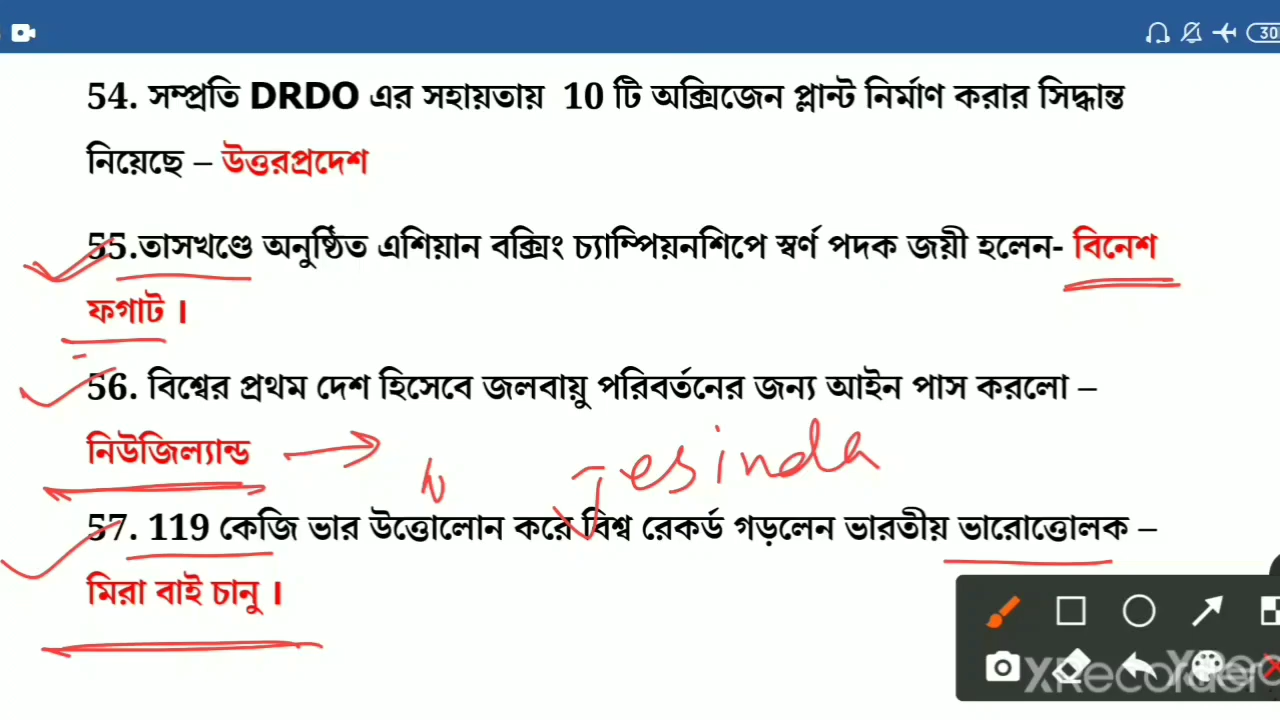 30
54. সম্প্রতি DRDO এর সহায়তায় 10 টি অক্সিজেন প্লান্ট নির্মাণ করার সিদ্ধান্ত
নিয়েছে – উত্তরপ্রদেশ
55.তাসখণ্ডে অনুষ্ঠিত এশিয়ান বক্সিং চ্যাম্পিয়নশিপে স্বর্ণ পদক জয়ী হলেন- বিনেশ
ফগাট ।
56. বিশ্বের প্রথম দেশ হিসেবে জলবায়ু পরিবর্তনের জন্য আইন পাস করলো –
নিউজিল্যান্ড
Jesinda
57. 119 কেজি ভার উত্তোলোন করে বিশ্ব রেকর্ড গড়লেন ভারতীয় ভারোত্তোলক –
মিরা বাই চানু ।
XRecorder